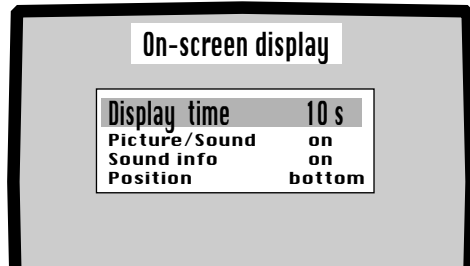 On-screen display
Display time 10 s
Picture/Sound on
Sound info on
Position bottom